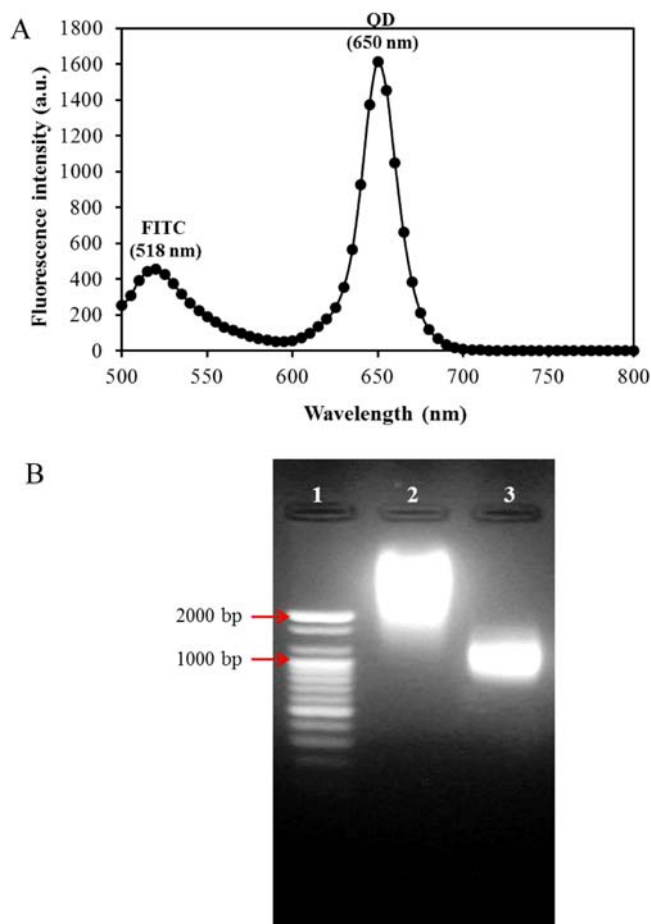 A
QD
(650 nm)
FITC
(518 nm)
Fluorescence intensity (a.u.)
1800
1600
1400
1200
1000
800
600
400
200
0
500 550 600 650 700 750 800
Wavelength (nm)
B
1 2 3
2000 bp
1000 bp